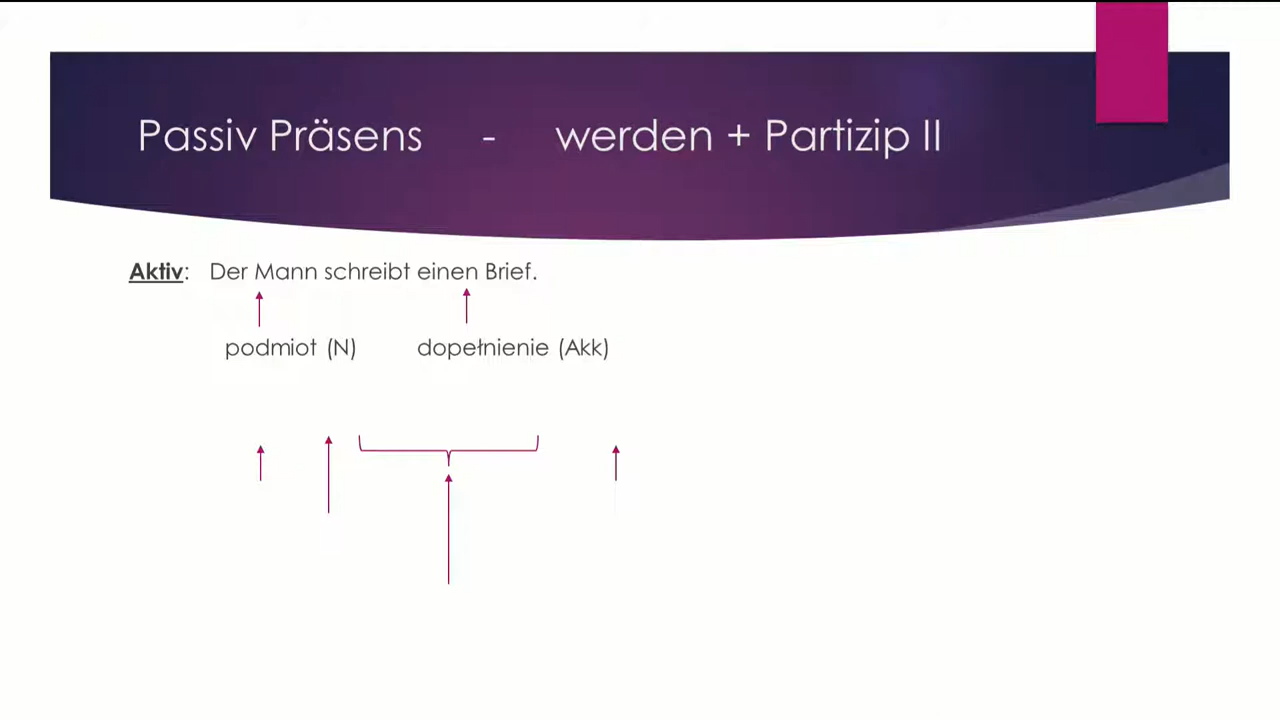 Passiv Präsens - werden + Partizip II
Aktiv: Der Mann schreibt einen Brief.
podmiot (N) dopełnienie (Akk)